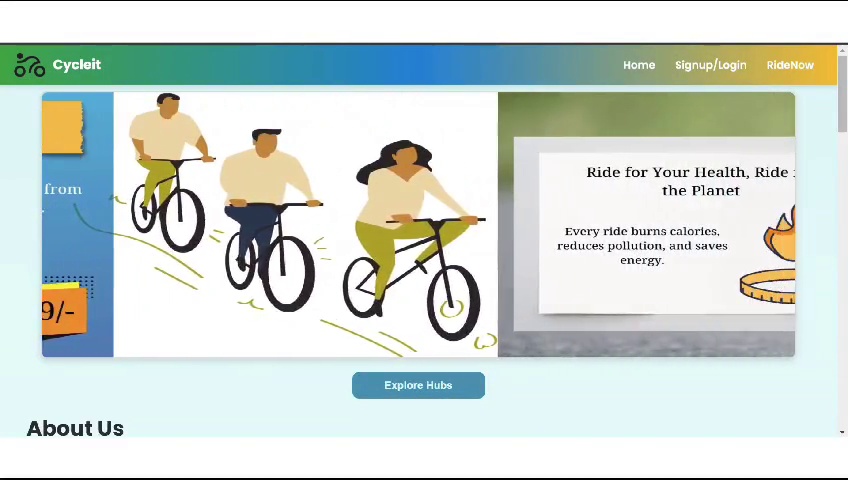 Cycleit
Home
Signup/Login
RideNow
from
9/-
Ride for Your Health, Ride
the Planet
Every ride burns calories,
reduces pollution, and saves
energy.
Explore Hubs
About Us